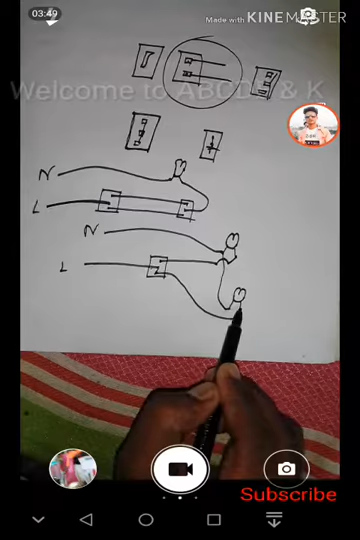 03:49
Made with KINEMASTER
Welcome to ABCD J & K
N
L
N
L
Subscribe